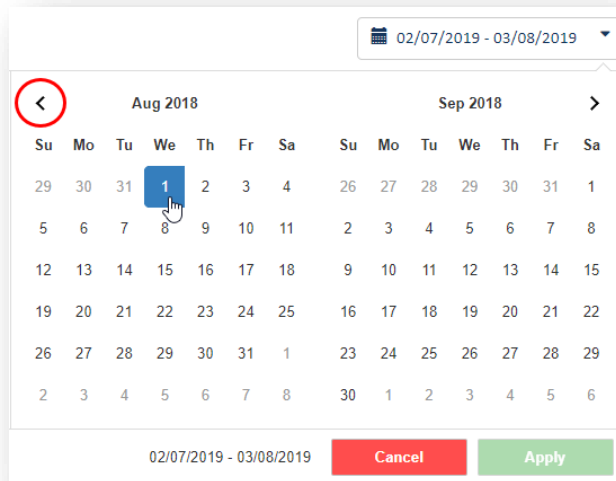 02/07/2019 - 03/08/2019
Aug 2018
Su Mo Tu We Th Fr Sa
29 30 31 1 2 3 4
5 6 7 8 9 10 11
12 13 14 15 16 17 18
19 20 21 22 23 24 25
26 27 28 29 30 31 1
2 3 4 5 6 7 8
Sep 2018
Su Mo Tu We Th Fr Sa
26 27 28 29 30 31 1
2 3 4 5 6 7 8
9 10 11 12 13 14 15
16 17 18 19 20 21 22
23 24 25 26 27 28 29
30 1 2 3 4 5 6
02/07/2019 - 03/08/2019 Cancel Apply